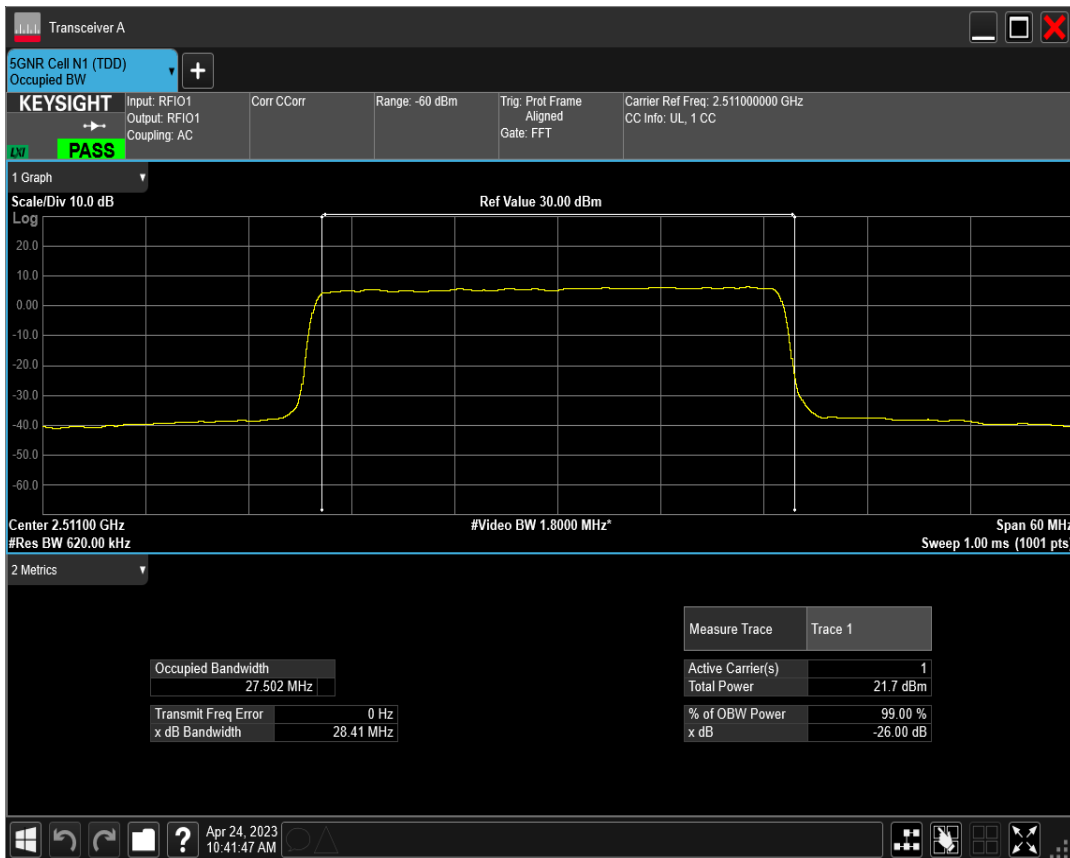 Transceiver A
5GNR Cell N1 (TDD)
Occupied BW
+
KEYSIGHT
LXI
PASS
Input: RFIO1
Output: RFIO1
Coupling: AC
Corr CCorr
Range: -60 dBm
Trig: Prot Frame
Aligned
Gate: FFT
Carrier Ref Freq: 2.511000000 GHz
CC Info: UL, 1 CC
1 Graph
Scale/Div 10.0 dB
Ref Value 30.00 dBm
Log
20.0
10.0
0.00
-10.0
-20.0
-30.0
-40.0
-50.0
-60.0
Center 2.51100 GHz
#Video BW 1.8000 MHz*
Span 60 MHz
#Res BW 620.00 kHz
Sweep 1.00 ms (1001 pts)
2 Metrics
Measure Trace Trace 1
Occupied Bandwidth
27.502 MHz
Active Carrier(s) 1
Total Power 21.7 dBm
Transmit Freq Error 0 Hz
x dB Bandwidth 28.41 MHz
% of OBW Power 99.00 %
x dB -26.00 dB
?
Apr 24, 2023
10:41:47 AM